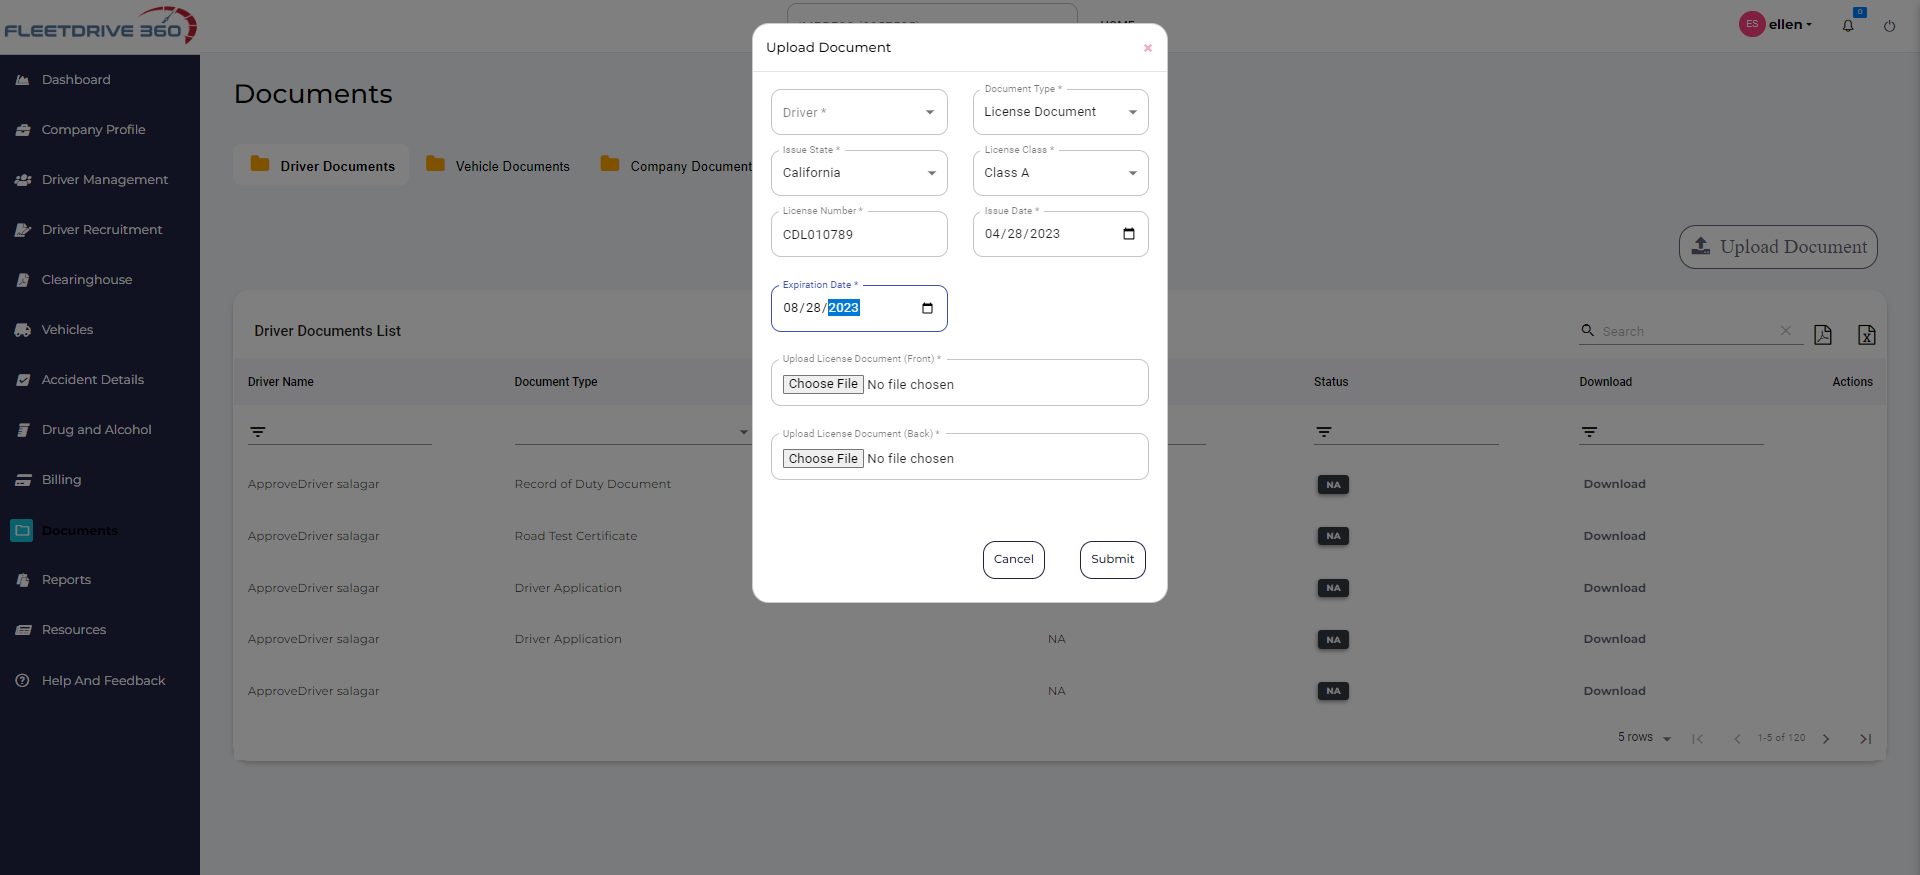 FLEETDRIVE 360
HOME
ES
ellen
0
Dashboard
Company Profile
Driver Management
Driver Recruitment
Clearinghouse
Vehicles
Accident Details
Drug and Alcohol
Billing
Documents
Reports
Resources
Help And Feedback
Documents
Driver Documents
Vehicle Documents
Company Document
Upload Document
Driver Documents List
Search
Driver Name
Document Type
Status
Download
Actions
ApproveDriver salagar
Record of Duty Document
NA
Download
ApproveDriver salagar
Road Test Certificate
NA
Download
ApproveDriver salagar
Driver Application
NA
Download
ApproveDriver salagar
Driver Application
NA
NA
Download
ApproveDriver salagar
NA
NA
Download
5 rows
1-5 of 120
Upload Document
×
Driver *
Document Type *
License Document
Issue State *
California
License Class *
Class A
License Number *
CDL010789
Issue Date *
04/28/2023
Expiration Date *
08/28/2023
Upload License Document (Front) *
Choose File No file chosen
Upload License Document (Back) *
Choose File No file chosen
Cancel
Submit